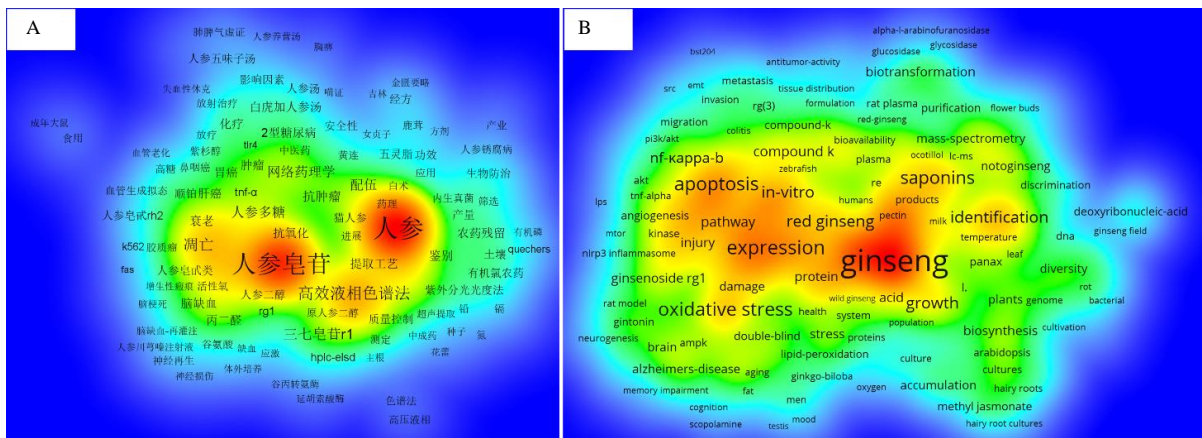 A
肺脾气虚证 人参养营汤
胸痹
人参五味子汤
影响因素 人参汤
金匮要略
失血性休克
喘证 吉林 经方
放射治疗 白虎加人参汤
成年大鼠
食用
化疗
安全性 鹿茸
产业
放疗
2型糖尿病
女贞子 方剂
紫杉醇
tlr4
中医药
黄连 五灵脂 功效
人参锈腐病
血管老化
高糖 鼻咽癌 胃癌 肿瘤 网络药理学
应用
生物防治
血管生成拟态 顺铂 肝癌 tnf-α
抗肿瘤 配伍 白术
内生真菌 筛选
人参皂甙rh2
药理
产量
衰老 人参多糖
猫人参
人参
农药残留 有机磷
k562 胶质瘤 凋亡
抗氧化
进展
quechers
fas
人参皂苷
提取工艺
鉴别
土壤
人参皂甙类
有机氯农药
增生性瘢痕 活性氧
人参二醇 高效液相色谱法 紫外分光光度法
脑梗死 脑缺血
rg1
原人参二醇
超声提取 铅 镉
丙二醛
三七皂苷r1 质量控制
中成药 种子 氮
脑缺血-再灌注
hplc-elsd
测定
人参川芎嗪注射液 谷氨酸 缺血 应激
主根
花蕾
神经再生
体外培养
神经损伤
谷丙转氨酶
延胡索酸酶
色谱法
高压液相
B
alpha-l-arabinofuranosidase
bst204
glucosidase glycosidase
antitumor-activity
biotransformation
src emt metastasis tissue distribution
invasion rg(3) formulation rat plasma purification flower buds
migration
red-ginseng
pi3k/akt colitis compound-k
bioavailability mass-spectrometry
nf-kappa-b compound k plasma ocotillol lc-ms notoginseng
akt
zebrafish
apoptosis in-vitro re saponins discrimination
tnf-alpha
humans
products
lps
deoxyribonucleic-acid
angiogenesis pathway red ginseng pectin milk identification
ginseng field
mtor kinase injury
temperature dna
expression
nlrp3 inflammasome
ginseng
panax leaf
ginsenoside rg1
protein
diversity
rat model damage
wild ginseng acid growth l.
plants genome rot
oxidative stress health system
bacterial
gintonin
population
neurogenesis brain ampk double-blind stress proteins
biosynthesis cultivation
lipid-peroxidation
arabidopsis
alzheimers-disease aging ginkgo-biloba
culture
cultures
memory impairment fat men oxygen accumulation hairy roots
cognition
mood
methyl jasmonate
scopolamine
testis
hairy root cultures